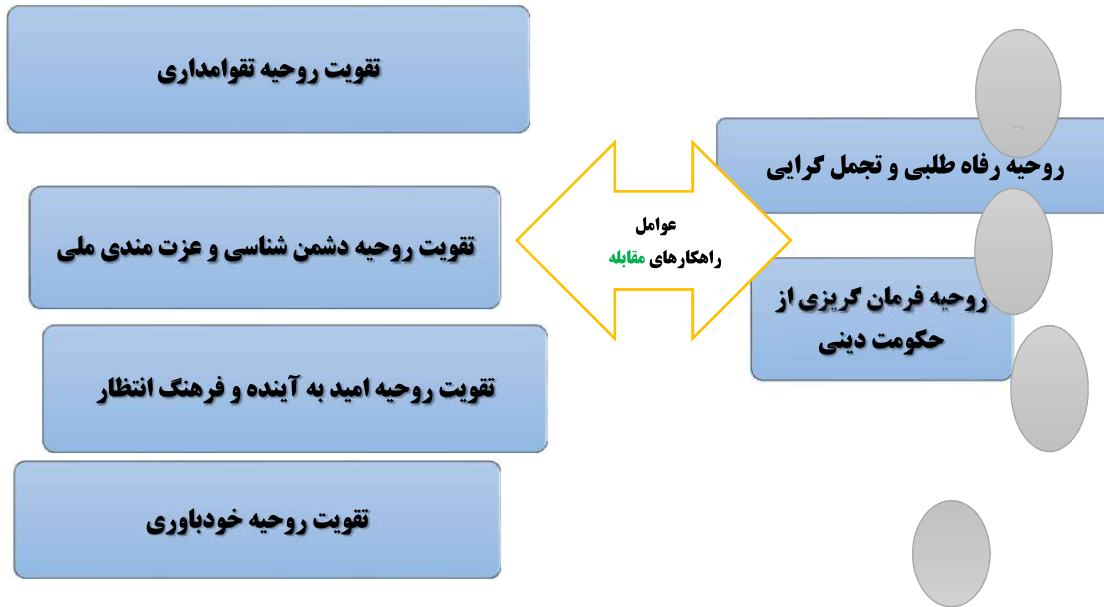 روحیه رفاه طلبی و تجمل گرایی
روحیه فرمان گریزی از
حکومت دینی
عوامل
راهکارهای مقابله
تقویت روحیه تقوامداری
تقویت روحیه دشمن شناسی و عزت مندی ملی
تقویت روحیه امید به آینده و فرهنگ انتظار
تقویت روحیه خودباوری